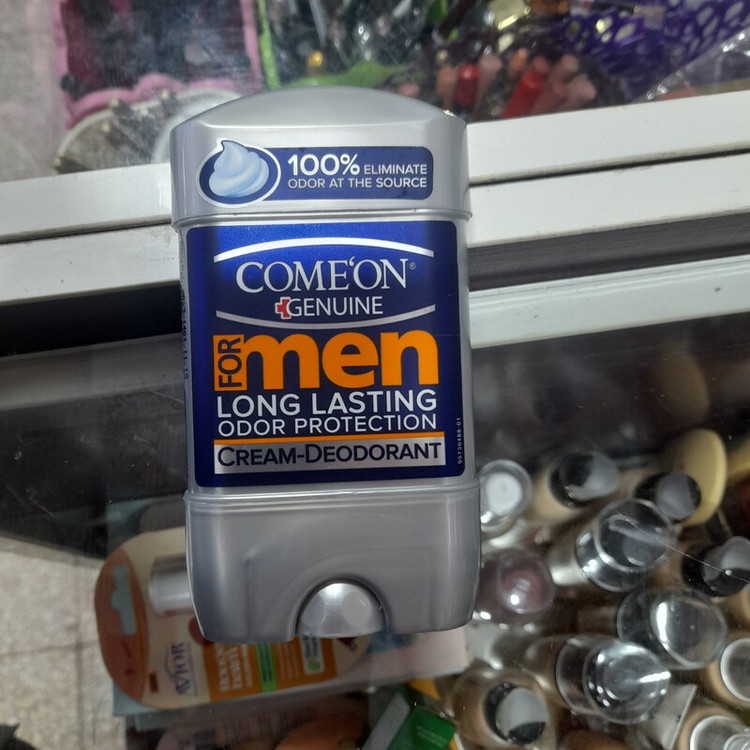 100% ELIMINATE
ODOR AT THE SOURCE
COME'ON®
GENUINE
FOR men
LONG LASTING
ODOR PROTECTION
CREAM-DEODORANT